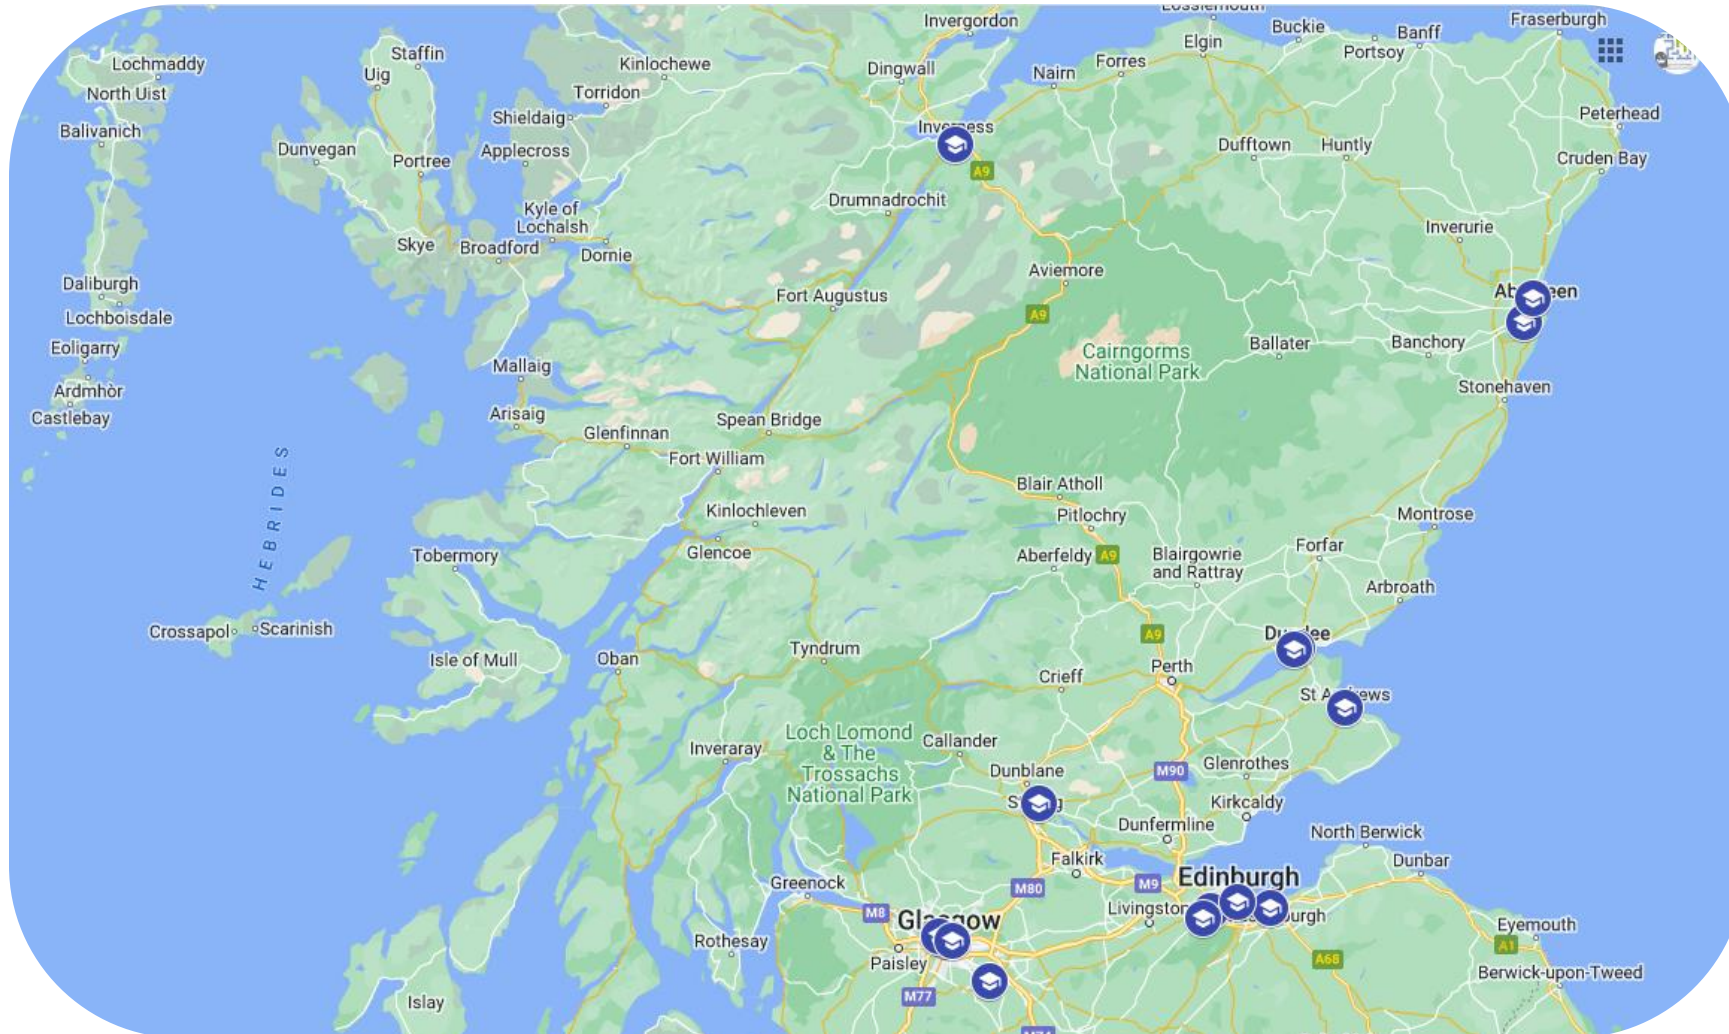 Lochmaddy
North Uist
Balivanich
Daliburgh
Lochboisdale
Eoligarry
Ardmhòr
Castlebay
HEBRIDES
Crossapol
Scarinish
Staffin
Uig
Dunvegan
Portree
Skye
Broadford
Kyle of
Lochalsh
Dornie
Kinlochewe
Torridon
Shieldaig
Applecross
Invergordon
Dingwall
Inverness
A9
Drumnadrochit
Fort Augustus
Nairn
Forres
Elgin
Buckie
Portsoy
Banff
Fraserburgh
Peterhead
Cruden Bay
Dufftown
Huntly
Inverurie
Aviemore
A9
Cairngorms
National Park
Ballater
Banchory
Stonehaven
Mallaig
Arisaig
Glenfinnan
Spean Bridge
Fort William
Kinlochleven
Glencoe
Tobermory
Isle of Mull
Oban
Tyndrum
Blair Atholl
Pitlochry
Aberfeldy
A9
Blairgowrie
and Rattray
Forfar
Montrose
Arbroath
A9
Perth
Crieff
Inveraray
Loch Lomond
& The
Trossachs
National Park
Callander
Dunblane
M90
Glenrothes
Kirkcaldy
Dunfermline
North Berwick
Dunbar
Falkirk
M80
M9
Edinburgh
Livingston
Greenock
M8
Glasgow
Paisley
M77
Rothesay
Islay
A68
A1
Eyemouth
Berwick-upon-Tweed